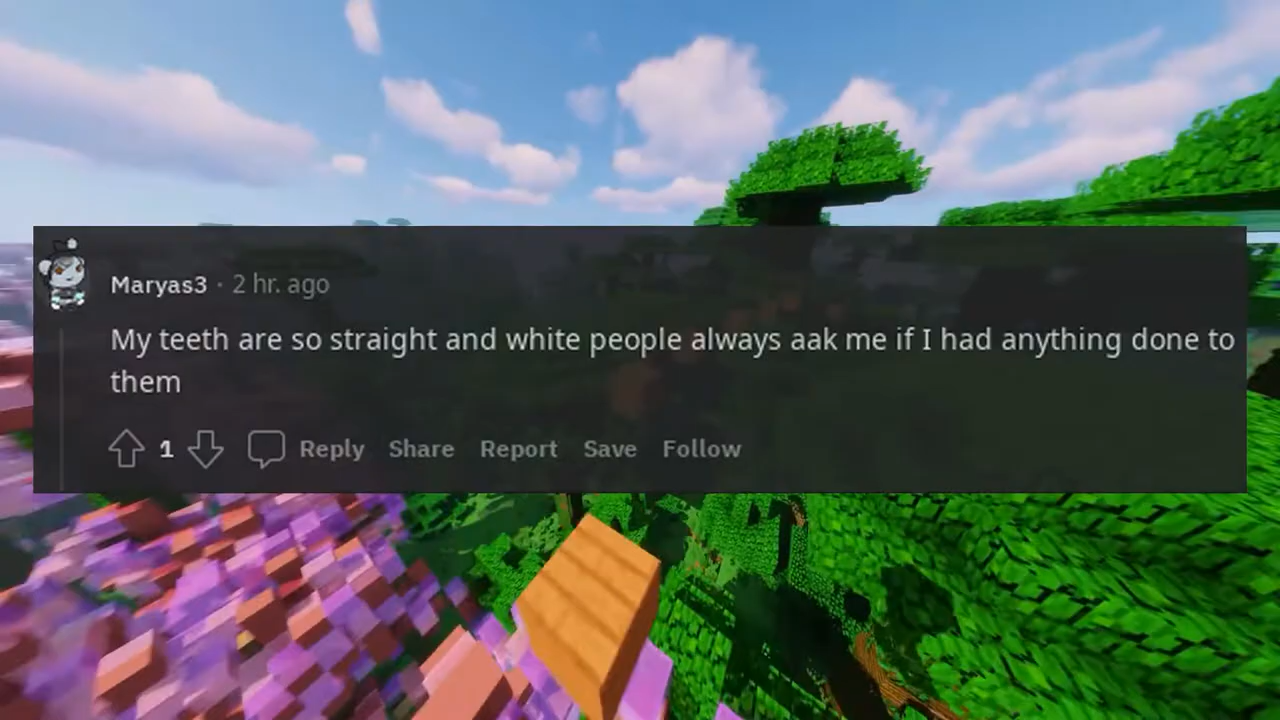 Maryas3 · 2 hr. ago
My teeth are so straight and white people always aak me if I had anything done to
them
1 Reply Share Report Save Follow